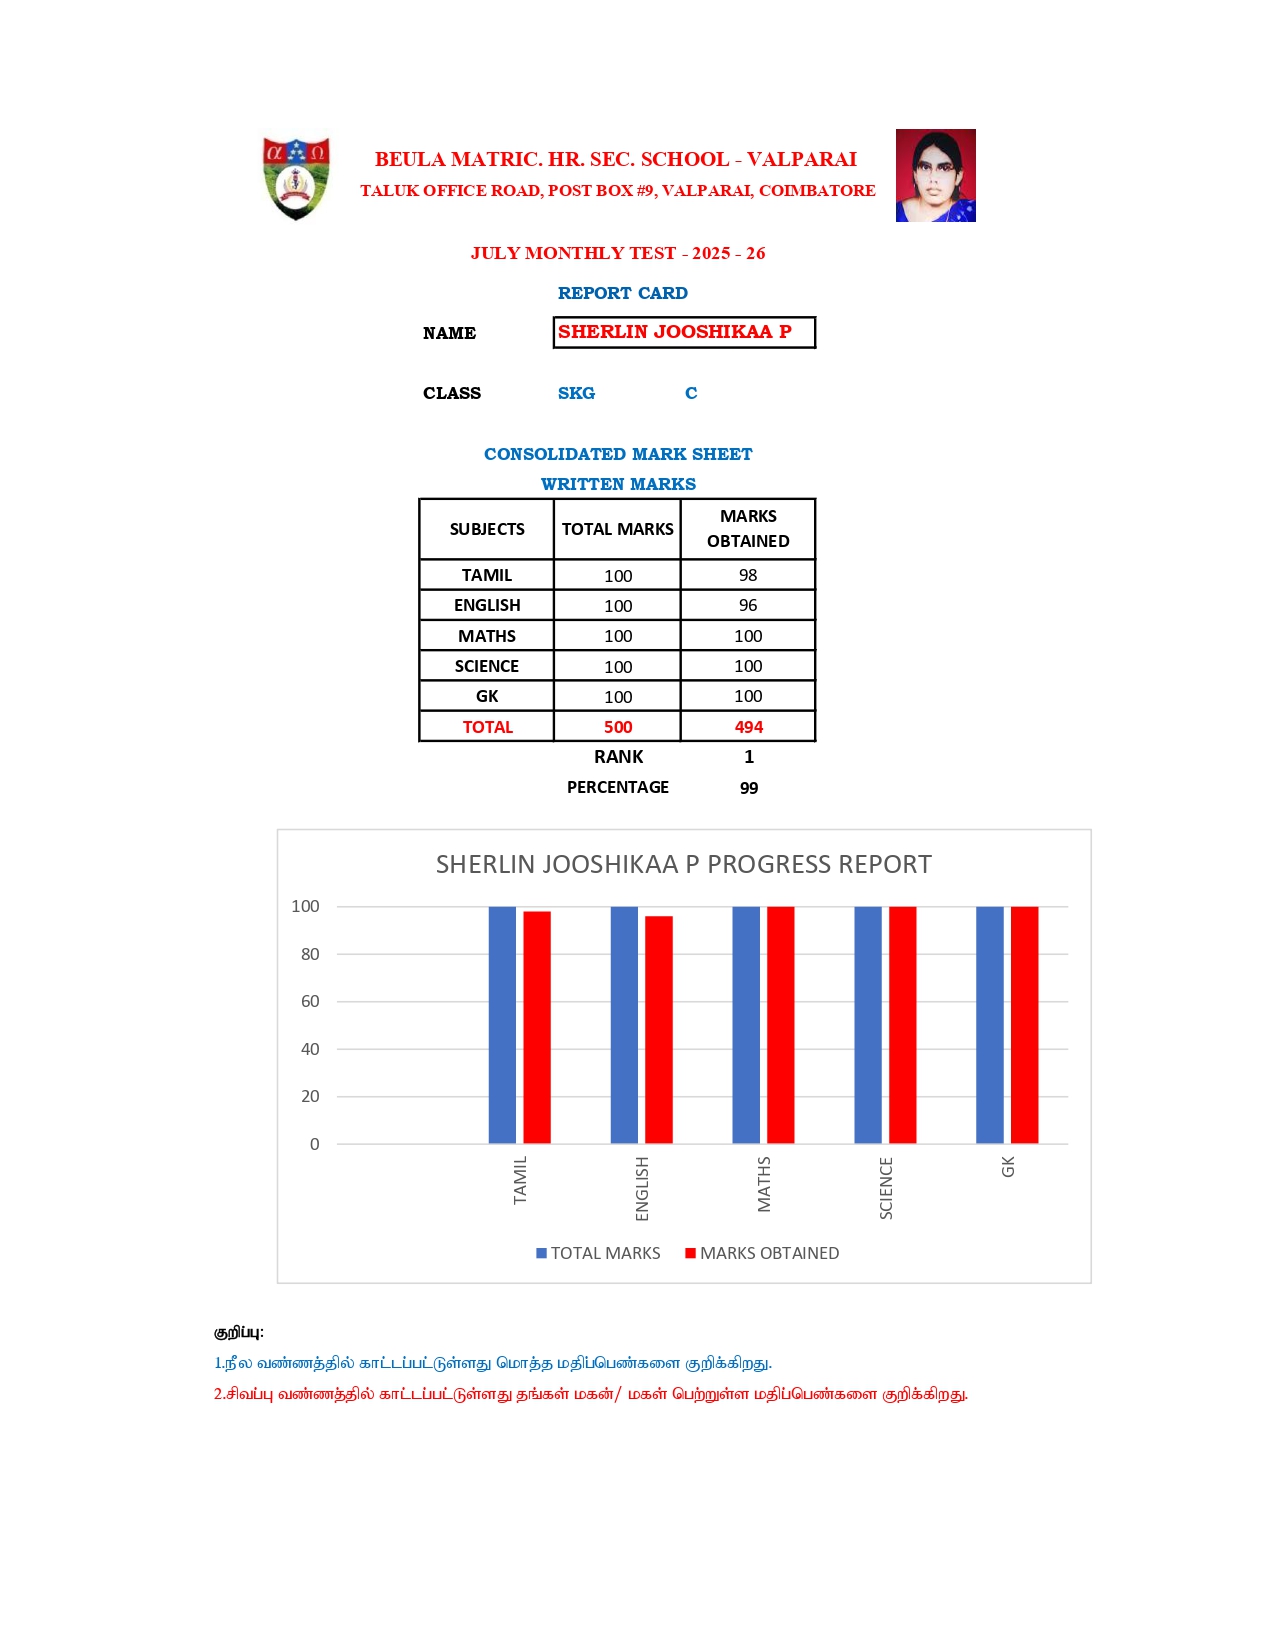 α Ω
BEULA MATRIC. HR. SEC. SCHOOL - VALPARAI
TALUK OFFICE ROAD, POST BOX #9, VALPARAI, COIMBATORE
JULY MONTHLY TEST - 2025 - 26
REPORT CARD
NAME SHERLIN JOOSHIKAA P
CLASS SKG C
CONSOLIDATED MARK SHEET
WRITTEN MARKS
SUBJECTS TOTAL MARKS MARKS OBTAINED
TAMIL 100 98
ENGLISH 100 96
MATHS 100 100
SCIENCE 100 100
GK 100 100
TOTAL 500 494
RANK 1
PERCENTAGE 99
SHERLIN JOOSHIKAA P PROGRESS REPORT
100
80
60
40
20
0
TAMIL ENGLISH MATHS SCIENCE GK
TOTAL MARKS MARKS OBTAINED
குறிப்பு:
1.நீல வண்ணத்தில் காட்டப்பட்டுள்ளது மொத்த மதிப்பெண்களை குறிக்கிறது.
2.சிவப்பு வண்ணத்தில் காட்டப்பட்டுள்ளது தங்கள் மகன்/ மகள் பெற்றுள்ள மதிப்பெண்களை குறிக்கிறது.